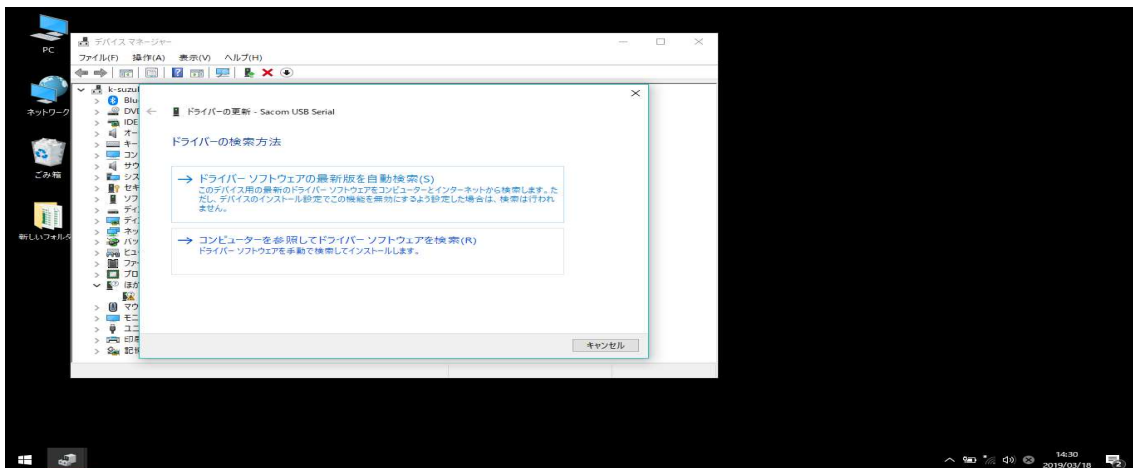 PC
ネットワーク
ごみ箱
デバイス マネージャー
ファイル(F) 操作(A) 表示(V) ヘルプ(H)
ドライバーの更新 - Sacom USB Serial
ドライバーの検索方法
→ ドライバー ソフトウェアの最新版を自動検索(S)
このデバイス用の最新のドライバー ソフトウェアをコンピューターとインターネットから検索します。た
だし、デバイスのインストール設定でこの機能を無効にするよう設定した場合は、検索は行われ
ません。
→ コンピューターを参照してドライバー ソフトウェアを検索(R)
ドライバー ソフトウェアを手動で検索してインストールします。
キャンセル
14:30
2019/03/18